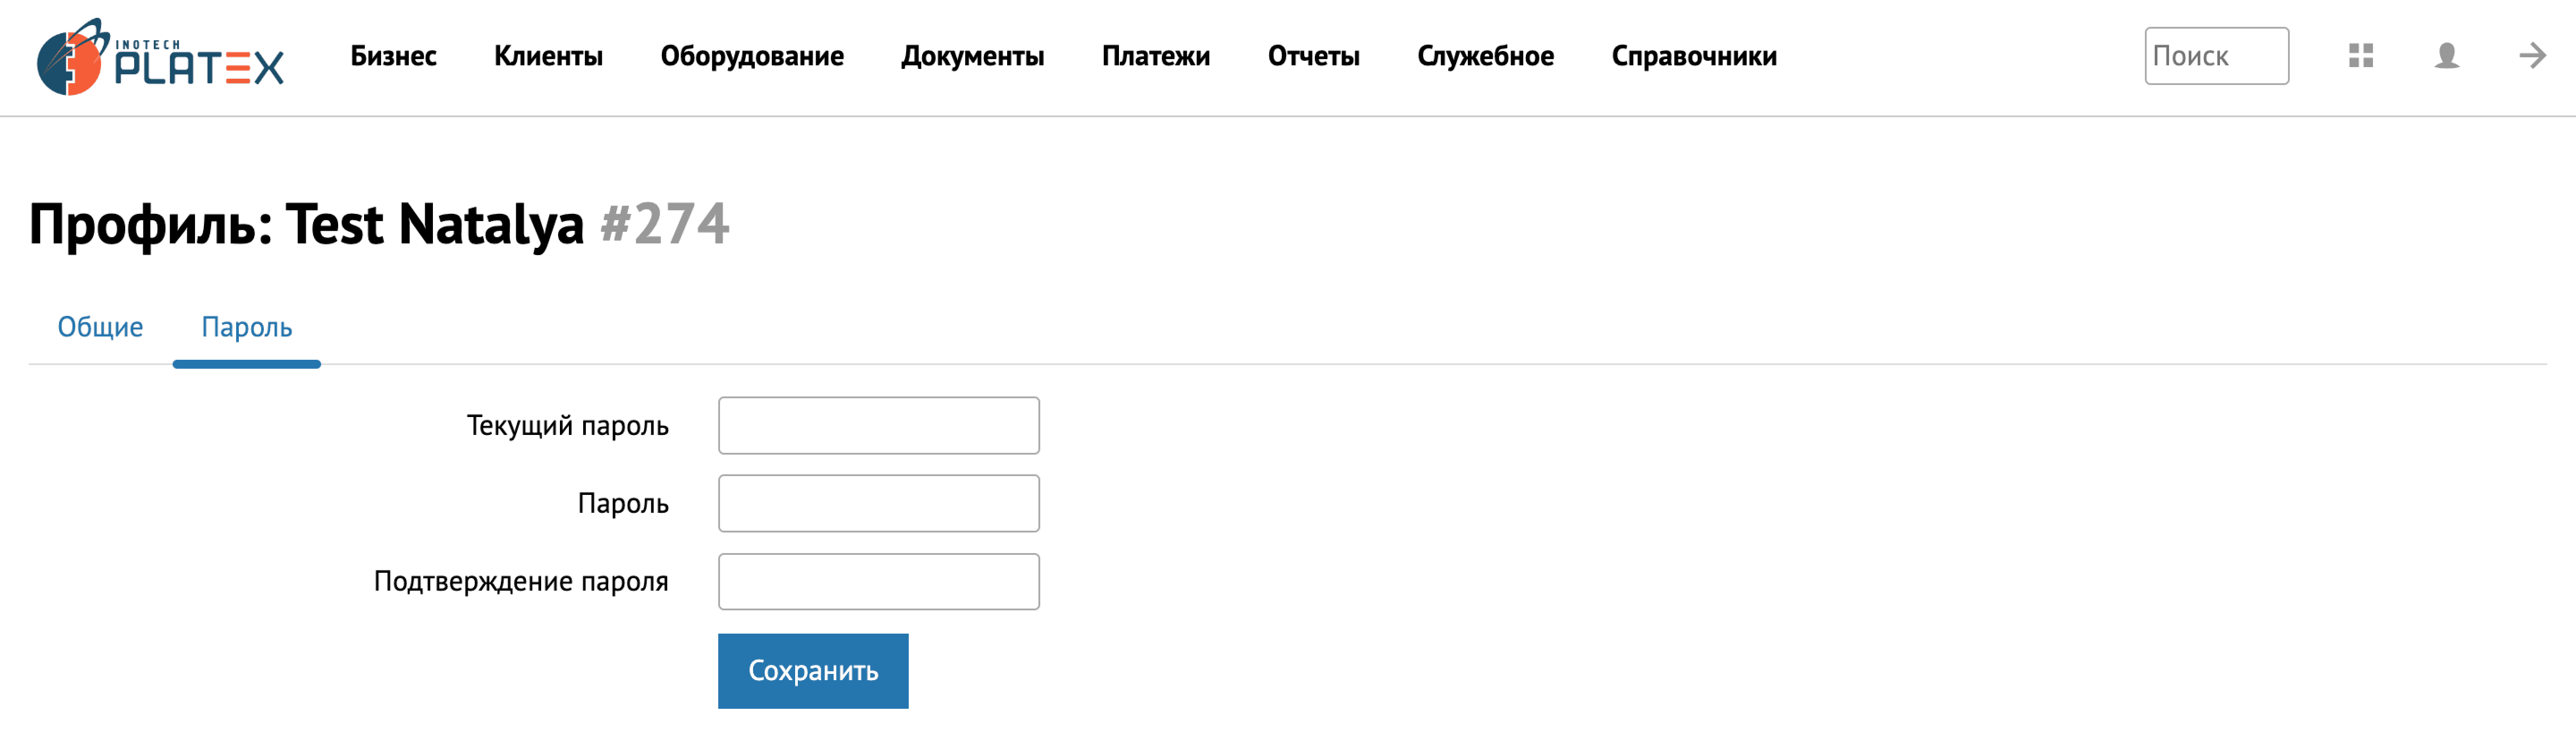 INOTECH
PLATEX
Бизнес Клиенты Оборудование Документы Платежи Отчеты Служебное Справочники Поиск
Профиль: Test Natalya #274
Общие Пароль
Текущий пароль
Пароль
Подтверждение пароля
Сохранить